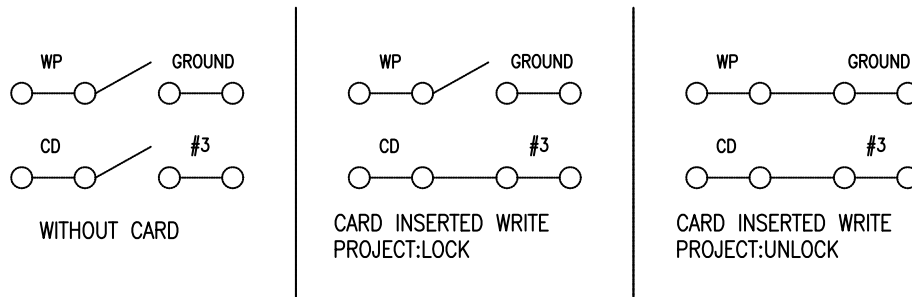 WP GROUND
CD #3
WITHOUT CARD
WP GROUND
CD #3
CARD INSERTED WRITE
PROJECT:LOCK
WP GROUND
CD #3
CARD INSERTED WRITE
PROJECT:UNLOCK